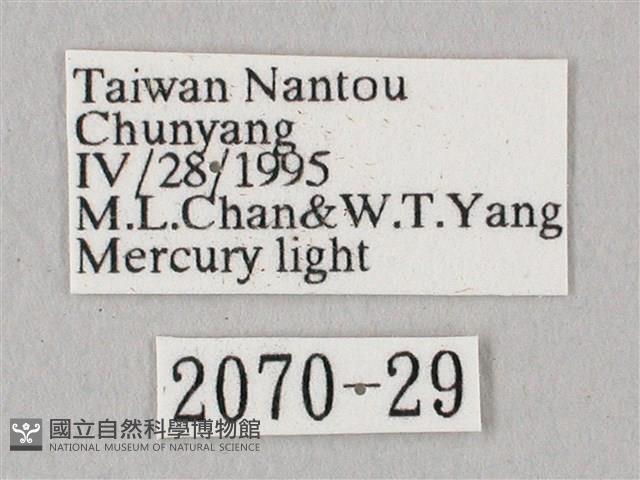 Taiwan Nantou
Chunyang
IV/28/1995
M.L.Chan&W.T.Yang
Mercury light
2070-29
國立自然科學博物館
NATIONAL MUSEUM OF NATURAL SCIENCE